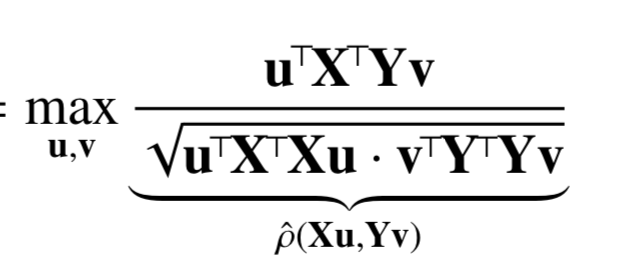 = max u,v u⊤X⊤Yv / √(u⊤X⊤Xu · v⊤Y⊤Yv)
ρ̂(Xu,Yv)